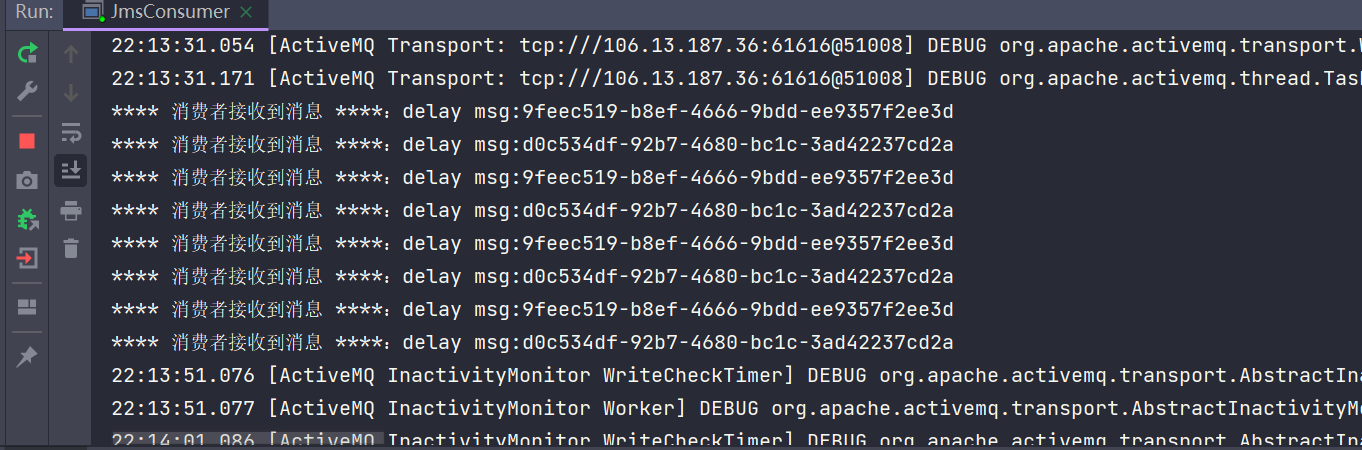 Run: JmsConsumer ×
22:13:31.054 [ActiveMQ Transport: tcp:///106.13.187.36:61616@51008] DEBUG org.apache.activemq.transport.W
22:13:31.171 [ActiveMQ Transport: tcp:///106.13.187.36:61616@51008] DEBUG org.apache.activemq.thread.Task
**** 消费者接收到消息 ****：delay msg:9feec519-b8ef-4666-9bdd-ee9357f2ee3d
**** 消费者接收到消息 ****：delay msg:d0c534df-92b7-4680-bc1c-3ad42237cd2a
**** 消费者接收到消息 ****：delay msg:9feec519-b8ef-4666-9bdd-ee9357f2ee3d
**** 消费者接收到消息 ****：delay msg:d0c534df-92b7-4680-bc1c-3ad42237cd2a
**** 消费者接收到消息 ****：delay msg:9feec519-b8ef-4666-9bdd-ee9357f2ee3d
**** 消费者接收到消息 ****：delay msg:d0c534df-92b7-4680-bc1c-3ad42237cd2a
**** 消费者接收到消息 ****：delay msg:9feec519-b8ef-4666-9bdd-ee9357f2ee3d
**** 消费者接收到消息 ****：delay msg:d0c534df-92b7-4680-bc1c-3ad42237cd2a
22:13:51.076 [ActiveMQ InactivityMonitor WriteCheckTimer] DEBUG org.apache.activemq.transport.AbstractIna
22:13:51.077 [ActiveMQ InactivityMonitor Worker] DEBUG org.apache.activemq.transport.AbstractInactivityMo
22:14:01.086 [ActiveMQ InactivityMonitor WriteCheckTimer] DEBUG org.apache.activemq.transport.AbstractIna